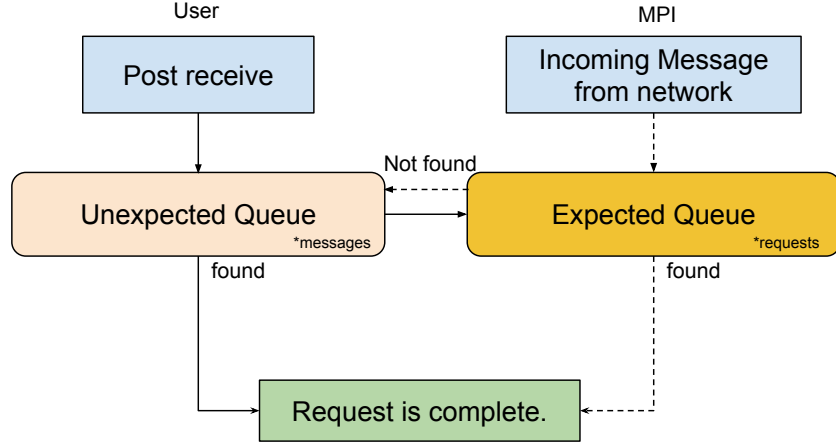 User
MPI
Post receive
Incoming Message
from network
Not found
Unexpected Queue
*messages
Expected Queue
*requests
found
found
Request is complete.